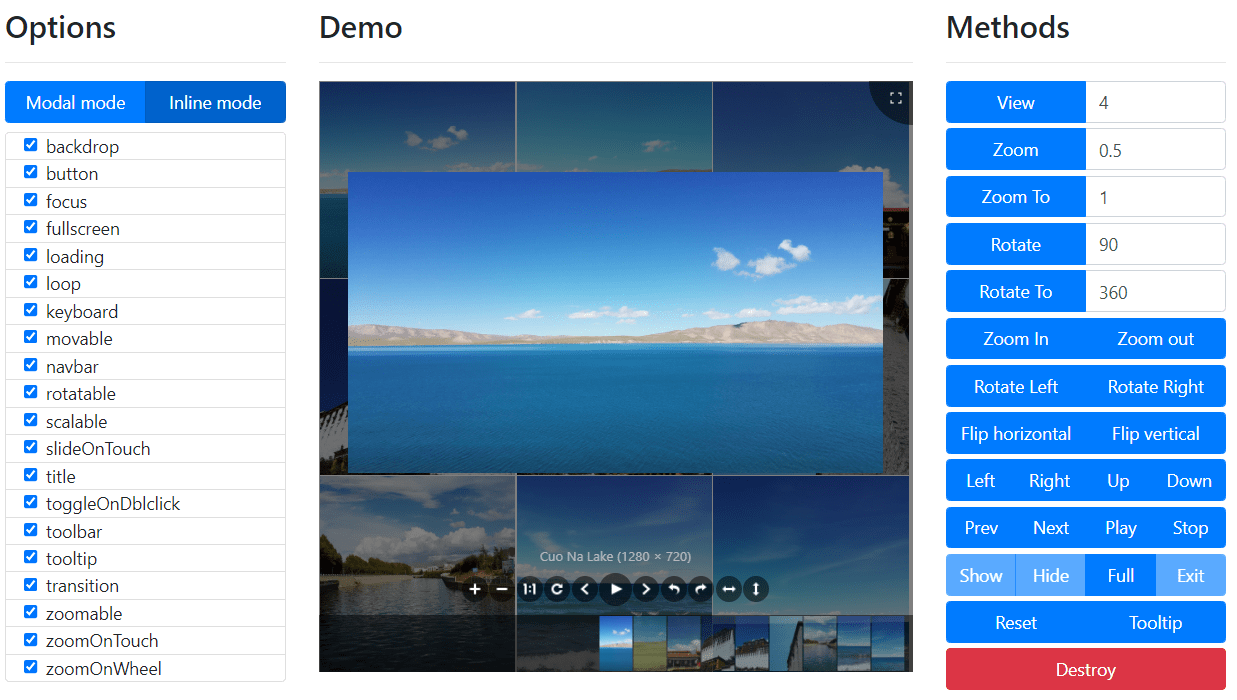 Options
Modal mode Inline mode
backdrop
button
focus
fullscreen
loading
loop
keyboard
movable
navbar
rotatable
scalable
slideOnTouch
title
toggleOnDblclick
toolbar
tooltip
transition
zoomable
zoomOnTouch
zoomOnWheel
Demo
Cuo Na Lake (1280 × 720)
1:1
Methods
View 4
Zoom 0.5
Zoom To 1
Rotate 90
Rotate To 360
Zoom In Zoom out
Rotate Left Rotate Right
Flip horizontal Flip vertical
Left Right Up Down
Prev Next Play Stop
Show Hide Full Exit
Reset Tooltip
Destroy